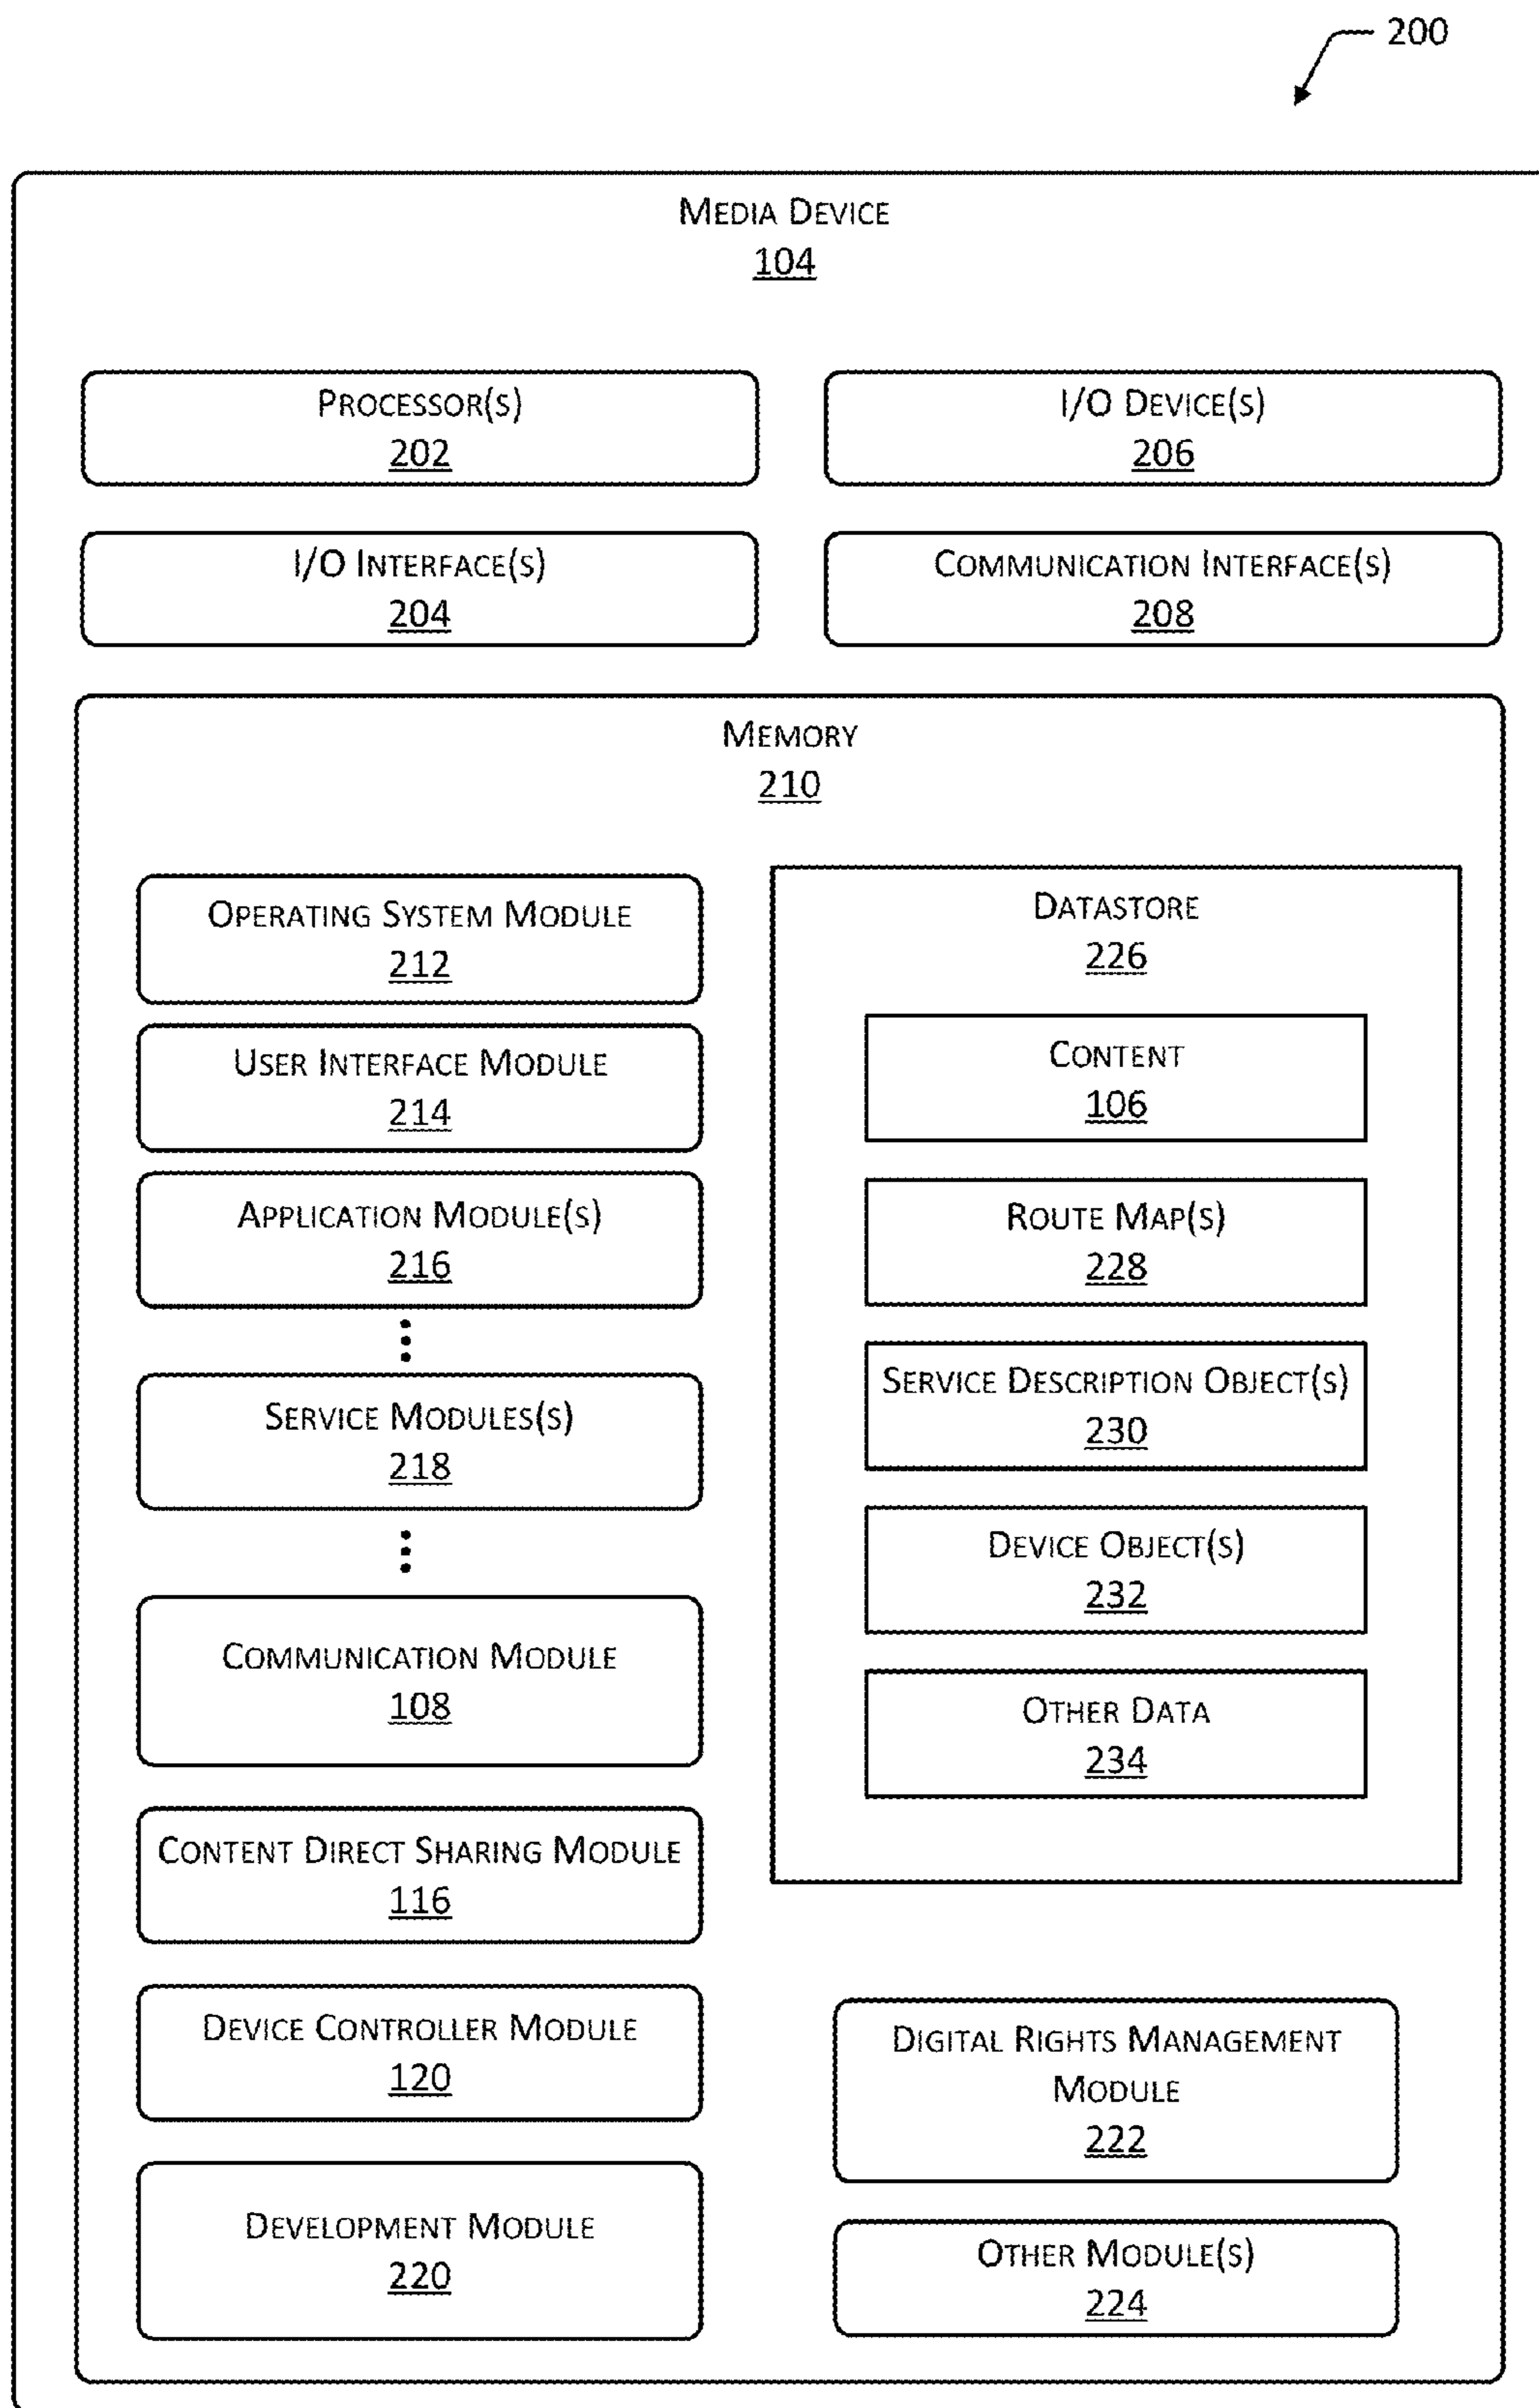 200
MEDIA DEVICE
104
PROCESSOR(S)
202
I/O DEVICE(S)
206
I/O INTERFACE(S)
204
COMMUNICATION INTERFACE(S)
208
MEMORY
210
OPERATING SYSTEM MODULE
212
USER INTERFACE MODULE
214
APPLICATION MODULE(S)
216
SERVICE MODULES(S)
218
COMMUNICATION MODULE
108
CONTENT DIRECT SHARING MODULE
116
DEVICE CONTROLLER MODULE
120
DEVELOPMENT MODULE
220
DATASTORE
226
CONTENT
106
ROUTE MAP(S)
228
SERVICE DESCRIPTION OBJECT(S)
230
DEVICE OBJECT(S)
232
OTHER DATA
234
DIGITAL RIGHTS MANAGEMENT
MODULE
222
OTHER MODULE(S)
224